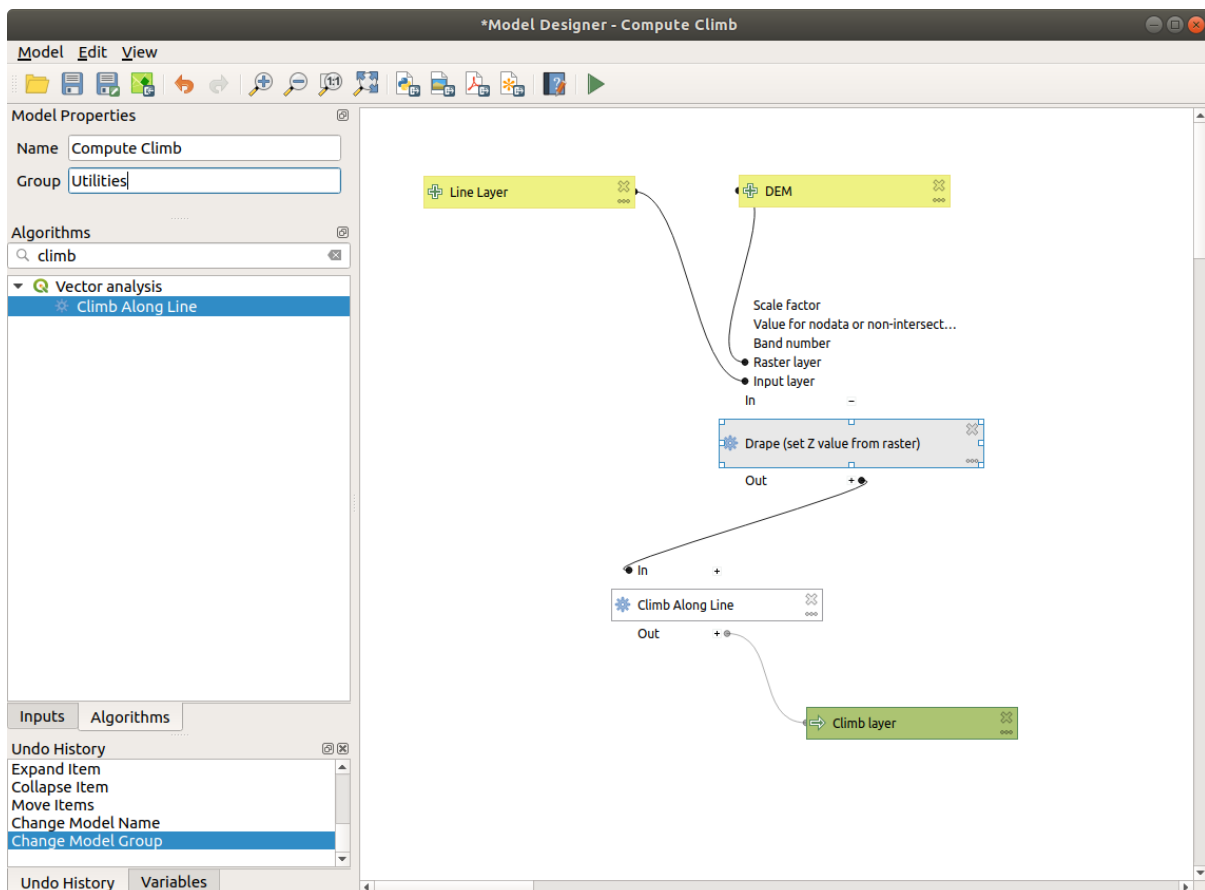 *Model Designer - Compute Climb
Model Edit View
1:1
Model Properties
Name Compute Climb
Group Utilities
Algorithms
climb
Vector analysis
Climb Along Line
Inputs Algorithms
Undo History
Expand Item
Collapse Item
Move Items
Change Model Name
Change Model Group
Undo History Variables
Line Layer
DEM
Scale factor
Value for nodata or non-intersect…
Band number
Raster layer
Input layer
In −
Drape (set Z value from raster)
Out +
In +
Climb Along Line
Out +
Climb layer